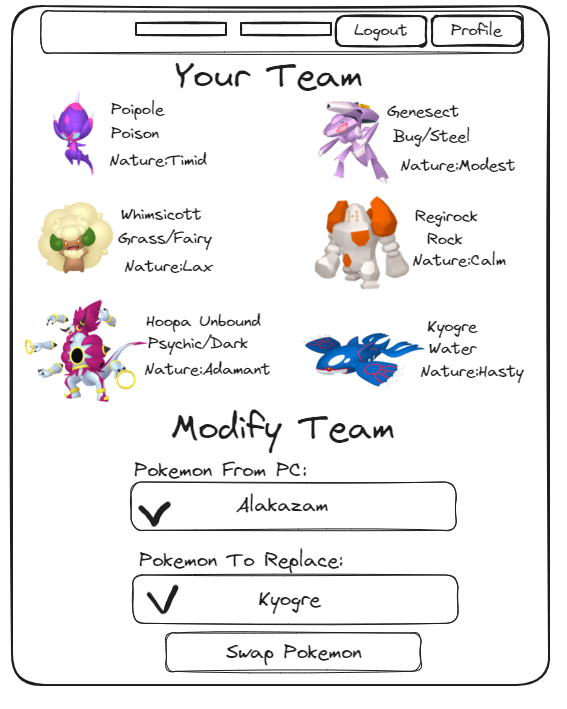 Logout
Profile
Your Team
Poipole
Poison
Nature:Timid
Genesect
Bug/Steel
Nature:Modest
Whimsicott
Grass/Fairy
Nature:Lax
Regirock
Rock
Nature:Calm
Hoopa Unbound
Psychic/Dark
Nature:Adamant
Kyogre
Water
Nature:Hasty
Modify Team
Pokemon From PC:
Alakazam
Pokemon To Replace:
Kyogre
Swap Pokemon